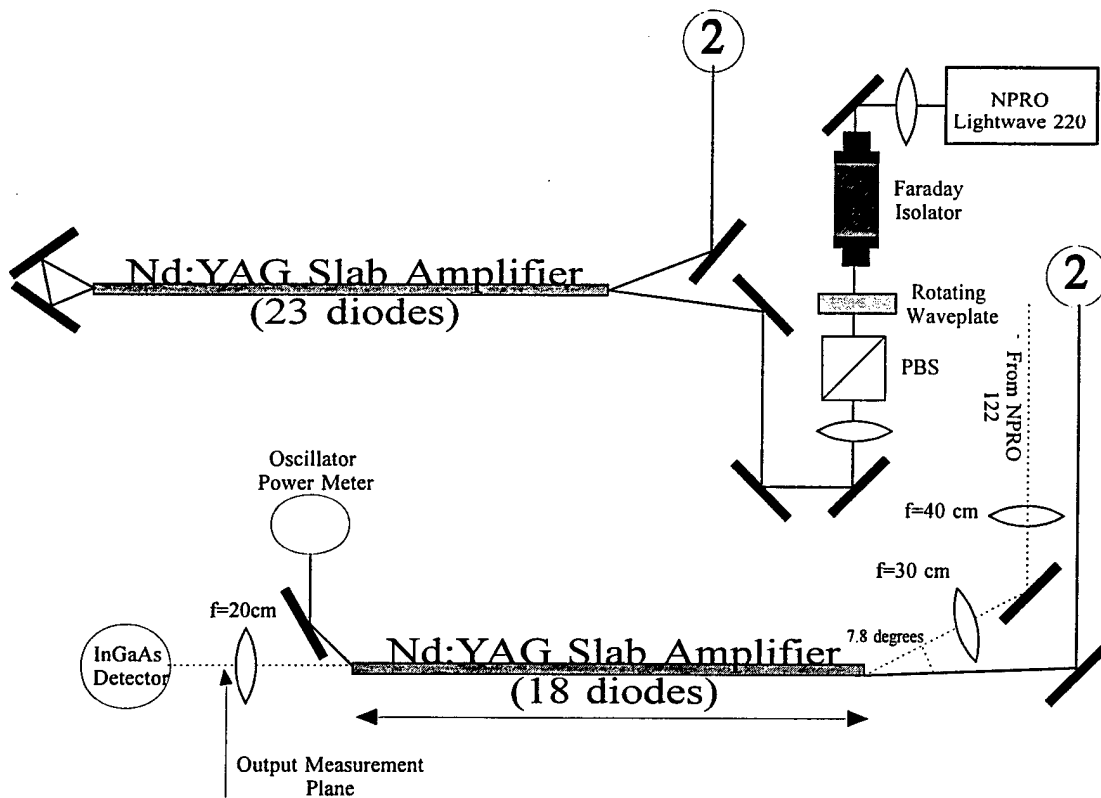 2
NPRO
Lightwave 220
Faraday
Isolator
Nd:YAG Slab Amplifier
(23 diodes)
2
Rotating
Waveplate
PBS
From NPRO
122
Oscillator
Power Meter
f=40 cm
f=30 cm
f=20cm
7.8 degrees
InGaAs
Detector
Nd:YAG Slab Amplifier
(18 diodes)
Output Measurement
Plane